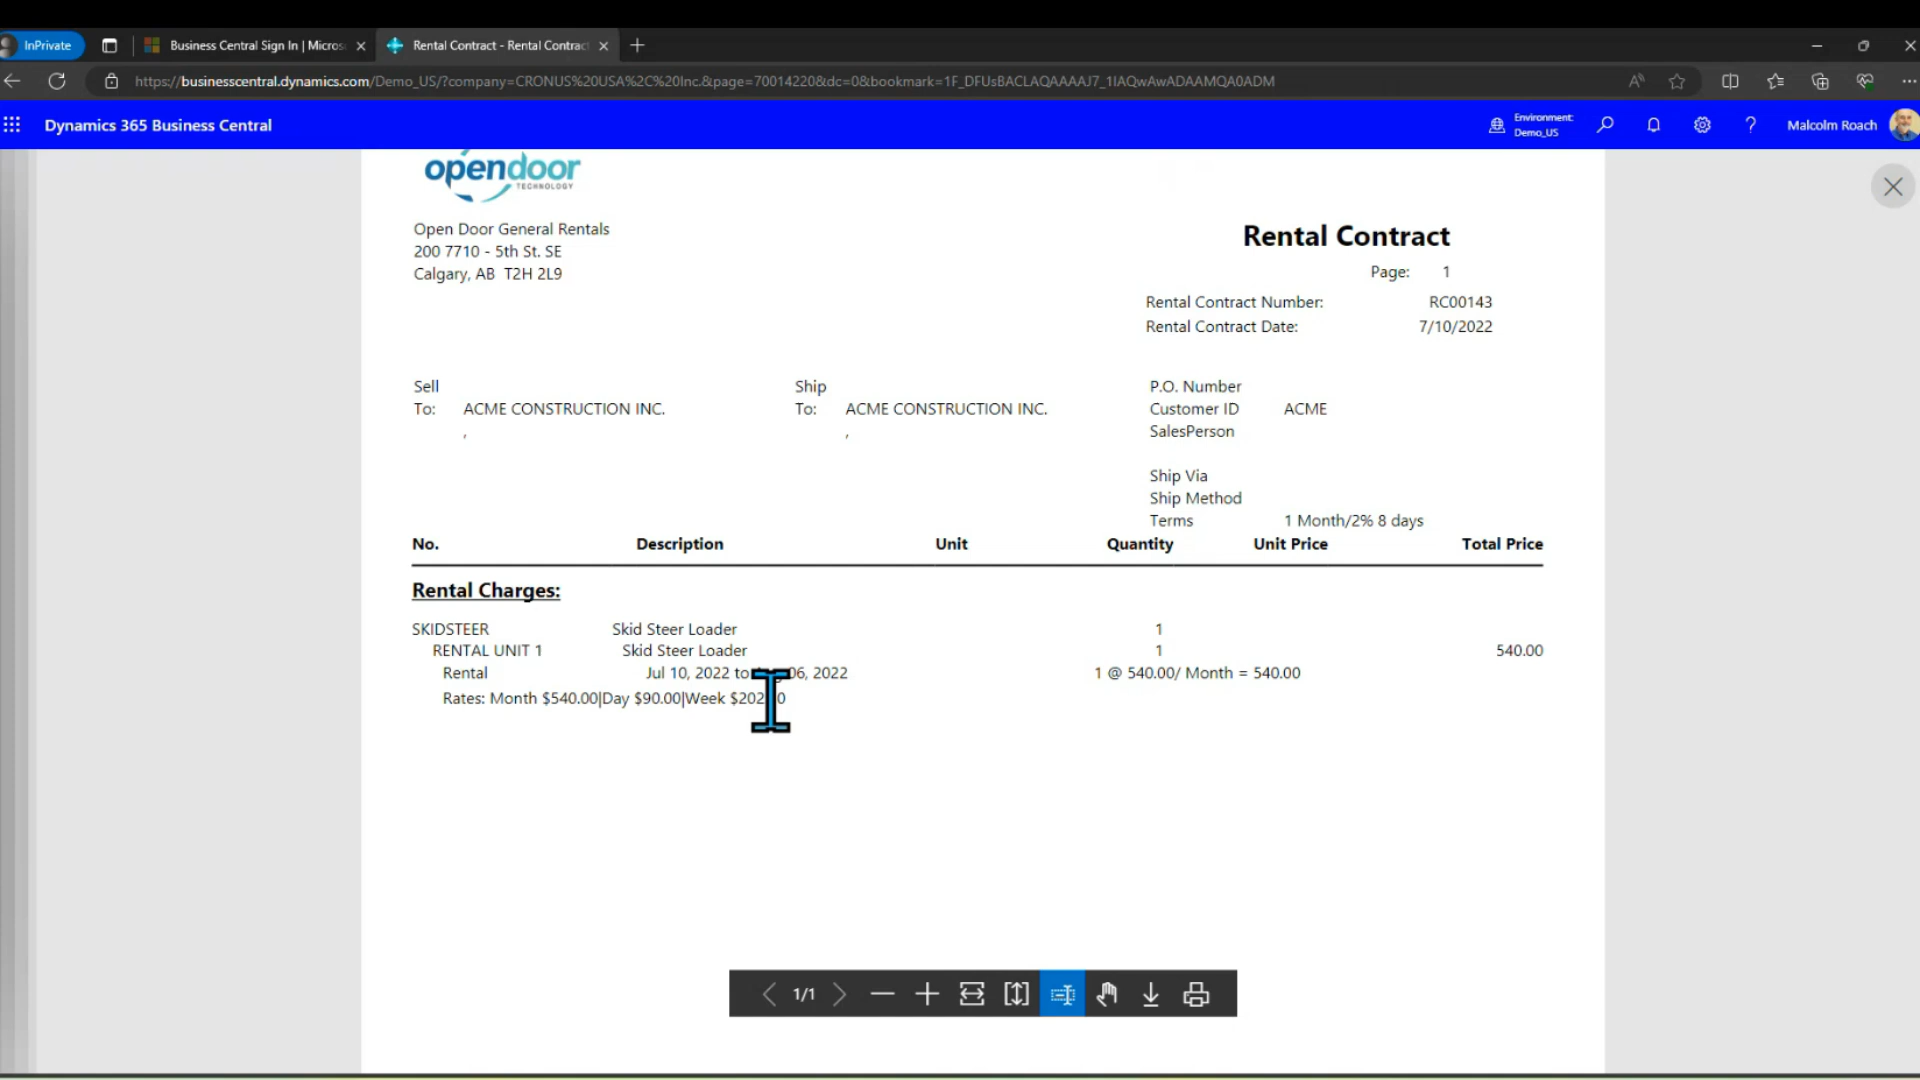 InPrivate
Business Central Sign In | Micros
Rental Contract - Rental Contrac
https://businesscentral.dynamics.com/Demo_US/?company=CRONUS%20USA%2C%20Inc.&page=70014220&dc=0&bookmark=1F_DFUsBACLAQAAAAJ7_1IAQwAwADAAMQA0ADM
Dynamics 365 Business Central
Environment:
Demo_US
?
Malcolm Roach
opendoor
TECHNOLOGY
Open Door General Rentals
200 7710 - 5th St. SE
Calgary, AB T2H 2L9
Rental Contract
Page: 1
Rental Contract Number: RC00143
Rental Contract Date: 7/10/2022
Sell
To: ACME CONSTRUCTION INC.
,
Ship
To: ACME CONSTRUCTION INC.
,
P.O. Number
Customer ID ACME
SalesPerson
Ship Via
Ship Method
Terms 1 Month/2% 8 days
No. Description Unit Quantity Unit Price Total Price
Rental Charges:
SKIDSTEER Skid Steer Loader 1
RENTAL UNIT 1 Skid Steer Loader 1 540.00
Rental Jul 10, 2022 to 06, 2022 1 @ 540.00/ Month = 540.00
Rates: Month $540.00|Day $90.00|Week $202
1/1